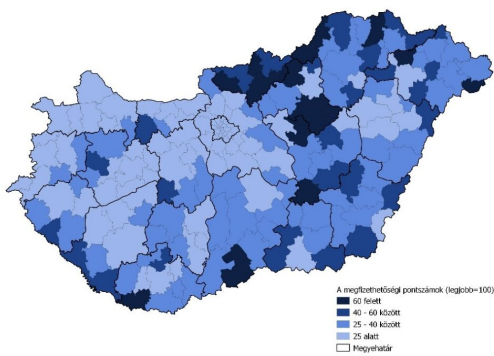 A megfizethetőségi pontszámok (legjobb=100)
60 felett
40 - 60 között
25 - 40 között
25 alatt
Megyehatár